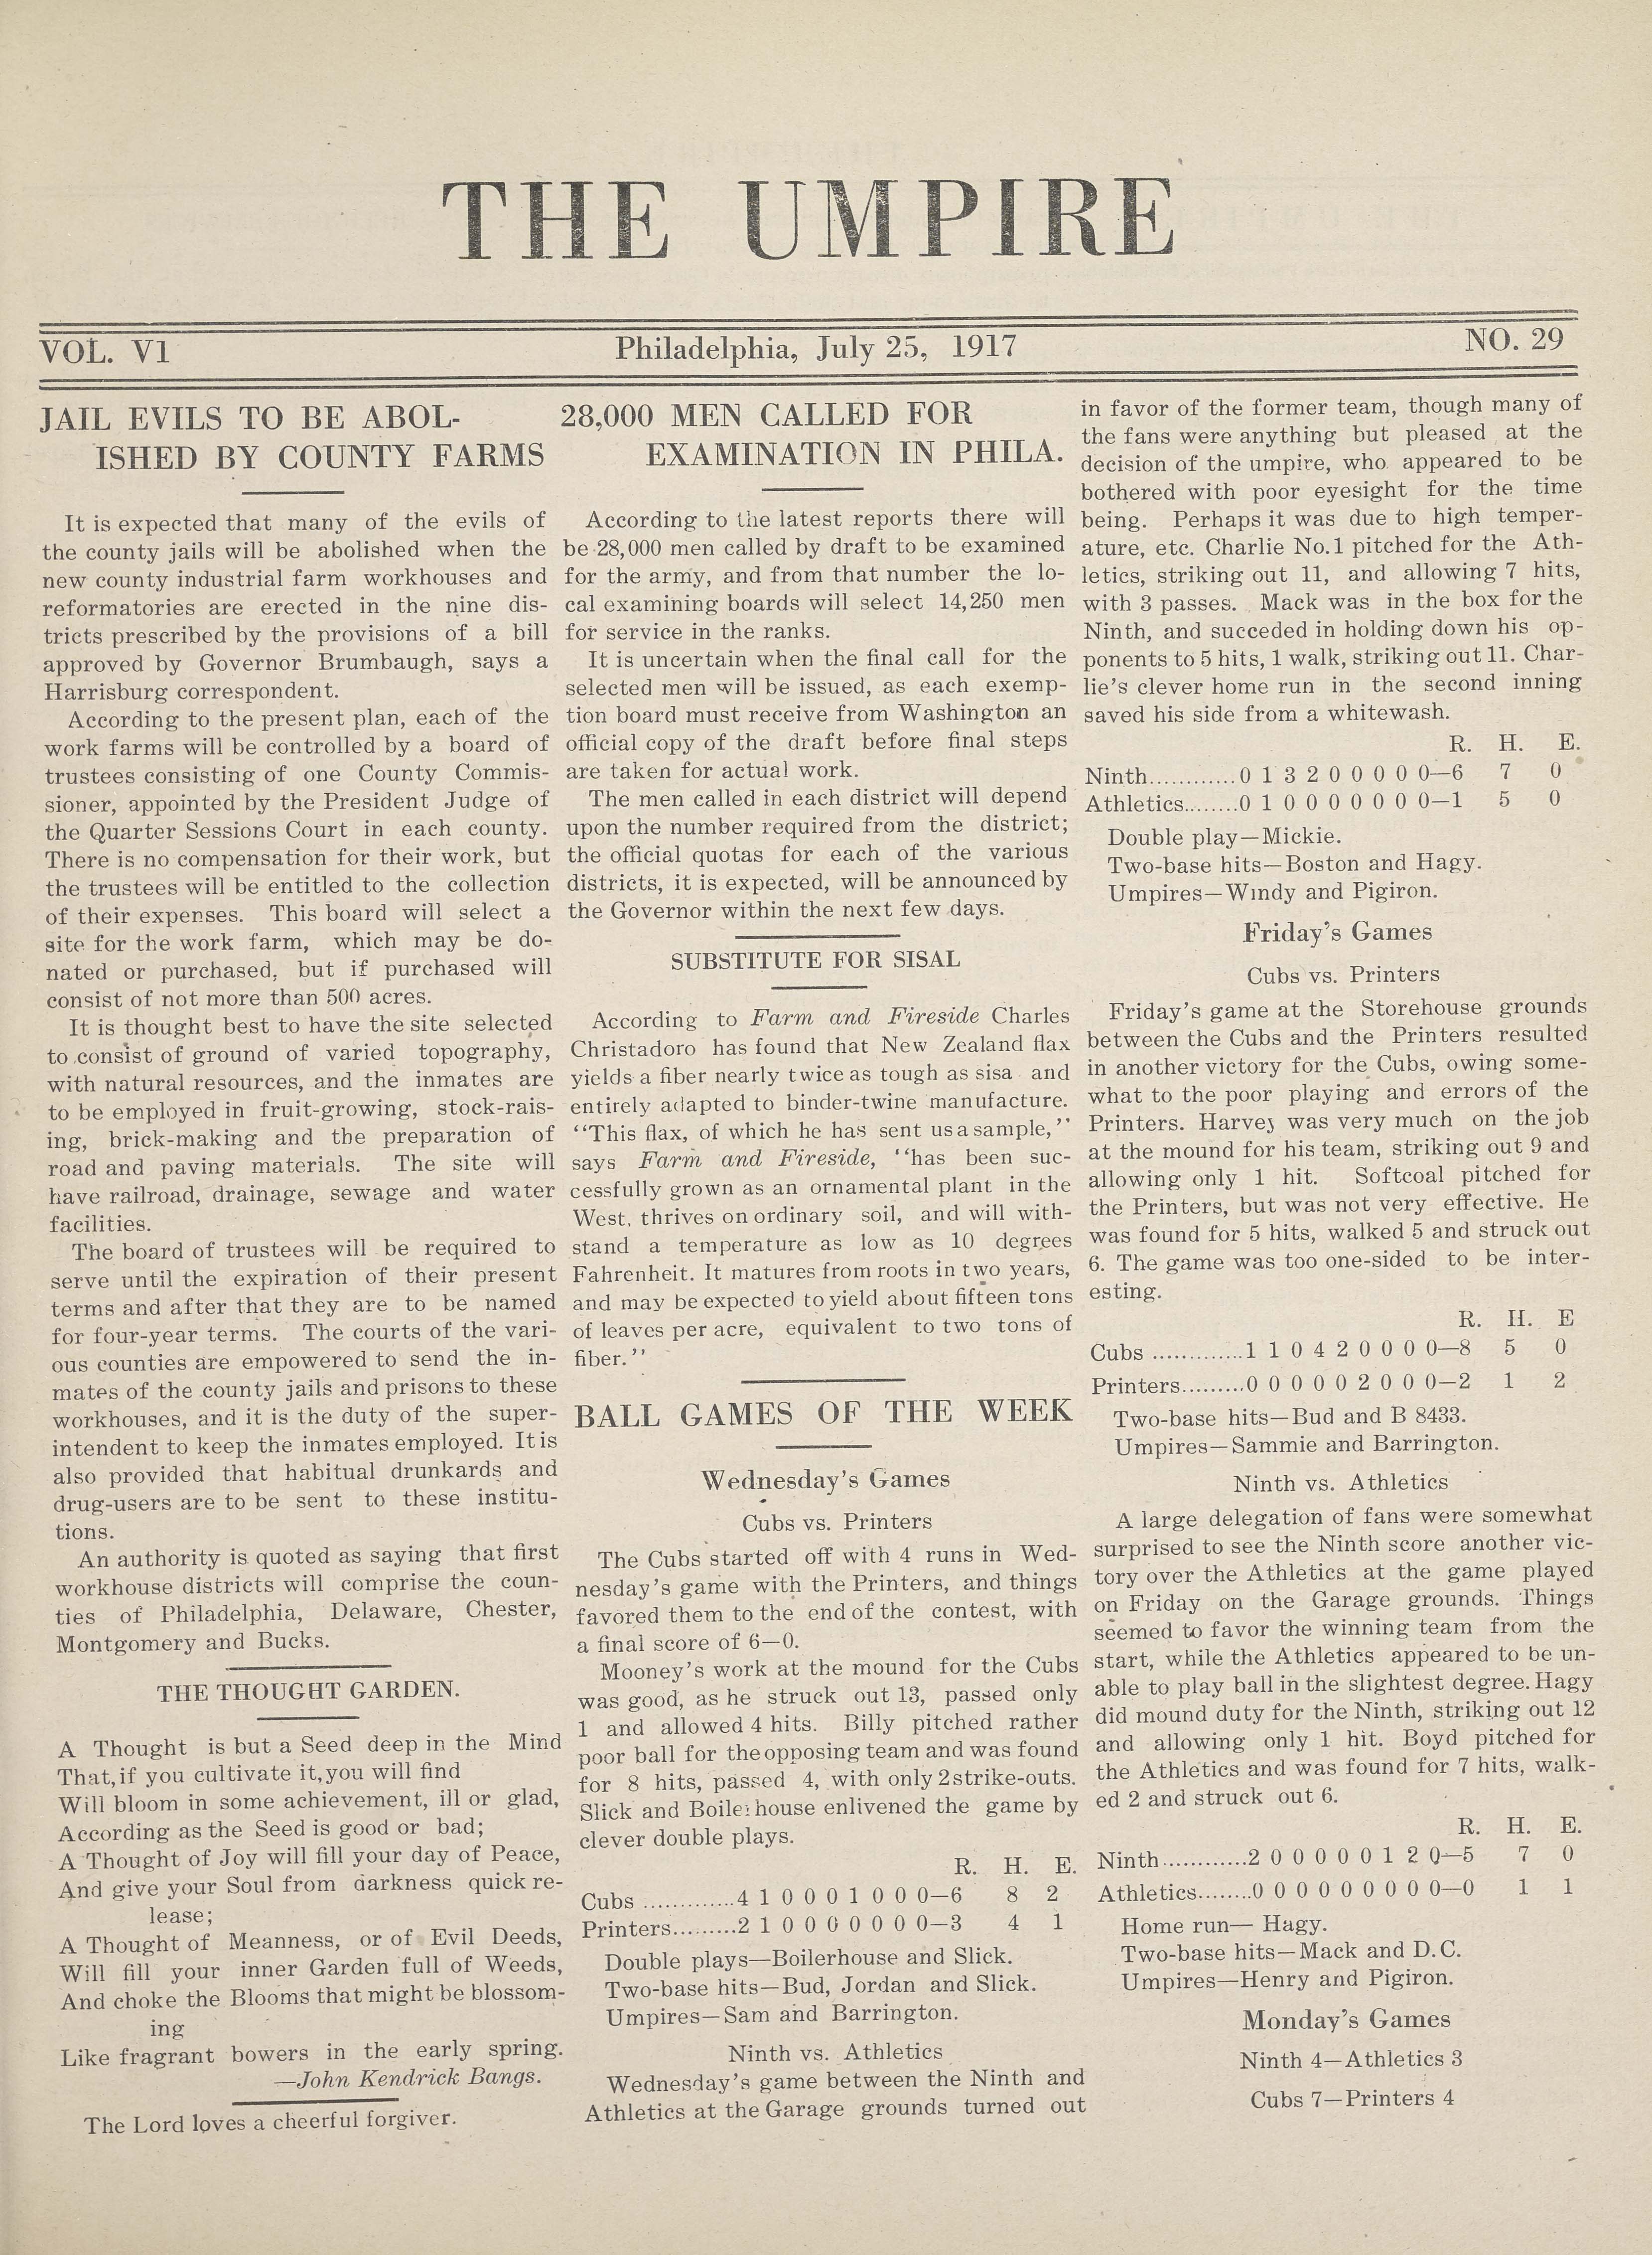 THE UMPIRE
VOL. V1
Philadelphia, July 25, 1917
NO. 29
JAIL EVILS TO BE ABOL-
ISHED BY COUNTY FARMS
It is expected that many of the evils of
the county jails will be abolished when the
new county industrial farm workhouses and
reformatories are erected in the nine dis-
tricts prescribed by the provisions of a bill
approved by Governor Brumbaugh, says a
Harrisburg correspondent.
According to the present plan, each of the
work farms will be controlled by a board of
trustees consisting of one County Commis-
sioner, appointed by the President Judge of
the Quarter Sessions Court in each county.
There is no compensation for their work, but
the trustees will be entitled to the collection
of their expenses. This board will select a
site for the work farm, which may be do-
nated or purchased, but if purchased will
consist of not more than 500 acres.
It is thought best to have the site selected
to consist of ground of varied topography,
with natural resources, and the inmates are
to be employed in fruit-growing, stock-rais-
ing, brick-making and the preparation of
road and paving materials. The site will
have railroad, drainage, sewage and water
facilities.
The board of trustees will be required to
serve until the expiration of their present
terms and after that they are to be named
for four-year terms. The courts of the vari-
ous counties are empowered to send the in-
mates of the county jails and prisons to these
workhouses, and it is the duty of the super-
intendent to keep the inmates employed. It is
also provided that habitual drunkards and
drug-users are to be sent to these institu-
tions.
An authority is quoted as saying that first
workhouse districts will comprise the coun-
ties of Philadelphia, Delaware, Chester,
Montgomery and Bucks.
THE THOUGHT GARDEN.
A Thought is but a Seed deep in the Mind
That, if you cultivate it, you will find
Will bloom in some achievement, ill or glad,
According as the Seed is good or bad;
A Thought of Joy will fill your day of Peace,
And give your Soul from darkness quick re-
lease;
A Thought of Meanness, or of Evil Deeds,
Will fill your inner Garden full of Weeds,
And choke the Blooms that might be blossom-
ing
Like fragrant bowers in the early spring.
—John Kendrick Bangs.
The Lord loves a cheerful forgiver.
28,000 MEN CALLED FOR
EXAMINATION IN PHILA.
According to the latest reports there will
be 28,000 men called by draft to be examined
for the army, and from that number the lo-
cal examining boards will select 14,250 men
for service in the ranks.
It is uncertain when the final call for the
selected men will be issued, as each exemp-
tion board must receive from Washington an
official copy of the draft before final steps
are taken for actual work.
The men called in each district will depend
upon the number required from the district;
the official quotas for each of the various
districts, it is expected, will be announced by
the Governor within the next few days.
SUBSTITUTE FOR SISAL
According to Farm and Fireside Charles
Christadoro has found that New Zealand flax
yields a fiber nearly twice as tough as sisa and
entirely adapted to binder-twine manufacture.
"This flax, of which he has sent us a sample,"
says Farm and Fireside, "has been suc-
cessfully grown as an ornamental plant in the
West, thrives on ordinary soil, and will with-
stand a temperature as low as 10 degrees
Fahrenheit. It matures from roots in two years,
and may be expected to yield about fifteen tons
of leaves per acre, equivalent to two tons of
fiber."
BALL GAMES OF THE WEEK
Wednesday's Games
Cubs vs. Printers
The Cubs started off with 4 runs in Wed-
nesday's game with the Printers, and things
favored them to the end of the contest, with
a final score of 6—0.
Mooney's work at the mound for the Cubs
was good, as he struck out 13, passed only
1 and allowed 4 hits. Billy pitched rather
poor ball for the opposing team and was found
for 8 hits, passed 4, with only 2 strike-outs.
Slick and Boilerhouse enlivened the game by
clever double plays.
R. H. E.
Cubs .............4 1 0 0 0 1 0 0 0—6 8 2
Printers.........2 1 0 0 0 0 0 0 0—3 4 1
Double plays—Boilerhouse and Slick.
Two-base hits—Bud, Jordan and Slick.
Umpires—Sam and Barrington.
Ninth vs. Athletics
Wednesday's game between the Ninth and
Athletics at the Garage grounds turned out
in favor of the former team, though many of
the fans were anything but pleased at the
decision of the umpire, who appeared to be
bothered with poor eyesight for the time
being. Perhaps it was due to high temper-
ature, etc. Charlie No.1 pitched for the Ath-
letics, striking out 11, and allowing 7 hits,
with 3 passes. Mack was in the box for the
Ninth, and succeded in holding down his op-
ponents to 5 hits, 1 walk, striking out 11. Char-
lie's clever home run in the second inning
saved his side from a whitewash.
R. H. E.
Ninth............0 1 3 2 0 0 0 0 0—6 7 0
Athletics........0 1 0 0 0 0 0 0 0—1 5 0
Double play—Mickie.
Two-base hits—Boston and Hagy.
Umpires—Windy and Pigiron.
Friday's Games
Cubs vs. Printers
Friday's game at the Storehouse grounds
between the Cubs and the Printers resulted
in another victory for the Cubs, owing some-
what to the poor playing and errors of the
Printers. Harvey was very much on the job
at the mound for his team, striking out 9 and
allowing only 1 hit. Softcoal pitched for
the Printers, but was not very effective. He
was found for 5 hits, walked 5 and struck out
6. The game was too one-sided to be inter-
esting.
R. H. E
Cubs .............1 1 0 4 2 0 0 0 0—8 5 0
Printers.........0 0 0 0 0 2 0 0 0—2 1 2
Two-base hits—Bud and B 8433.
Umpires—Sammie and Barrington.
Ninth vs. Athletics
A large delegation of fans were somewhat
surprised to see the Ninth score another vic-
tory over the Athletics at the game played
on Friday on the Garage grounds. Things
seemed to favor the winning team from the
start, while the Athletics appeared to be un-
able to play ball in the slightest degree. Hagy
did mound duty for the Ninth, striking out 12
and allowing only 1 hit. Boyd pitched for
the Athletics and was found for 7 hits, walk-
ed 2 and struck out 6.
R. H. E.
Ninth............2 0 0 0 0 0 1 2 0—5 7 0
Athletics........0 0 0 0 0 0 0 0 0—0 1 1
Home run— Hagy.
Two-base hits—Mack and D.C.
Umpires—Henry and Pigiron.
Monday's Games
Ninth 4—Athletics 3
Cubs 7—Printers 4